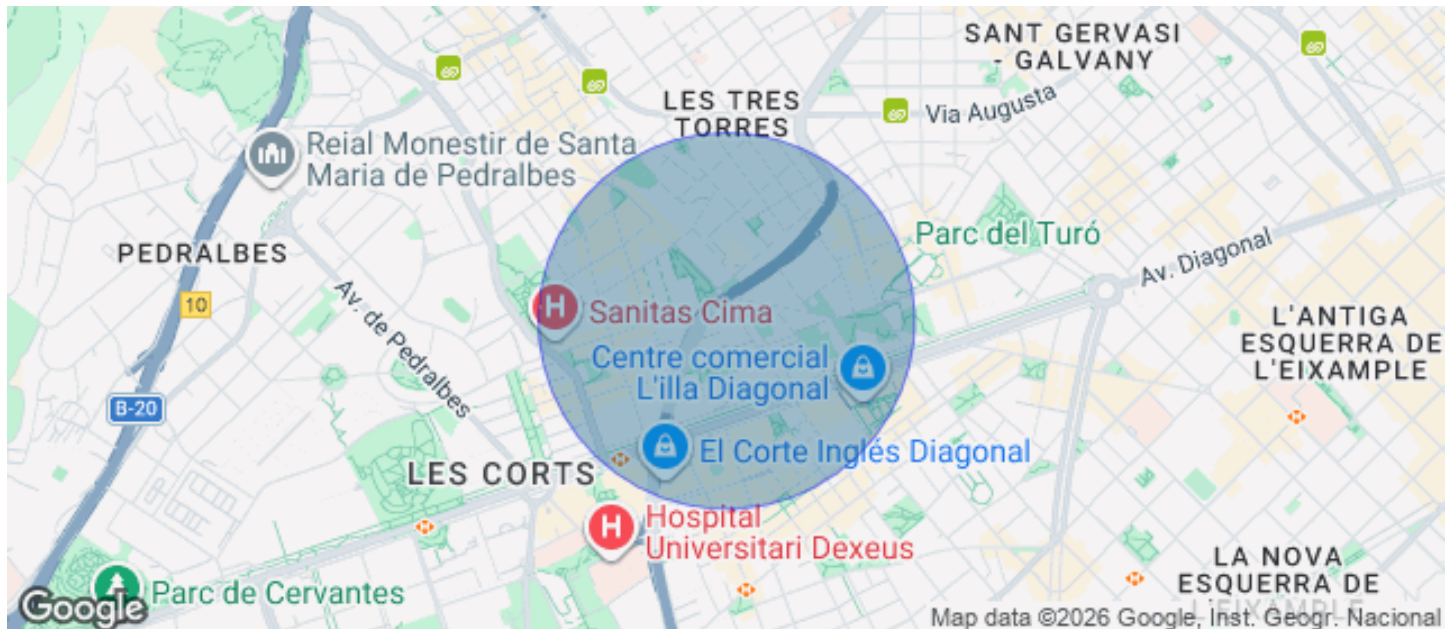 SANT GERVASI
- GALVANY
LES TRES
TORRES
Via Augusta
Reial Monestir de Santa
Maria de Pedralbes
PEDRALBES
Parc del Turó
Av. Diagonal
10
Av. de Pedralbes
H
Sanitas Cima
L'ANTIGA
ESQUERRA DE
L'EIXAMPLE
Centre comercial
L'illa Diagonal
B-20
El Corte Inglés Diagonal
LES CORTS
H
Hospital
Universitari Dexeus
LA NOVA
ESQUERRA DE
L'EIXAMPLE
Parc de Cervantes
Google
Map data ©2026 Google, Inst. Geogr. Nacional